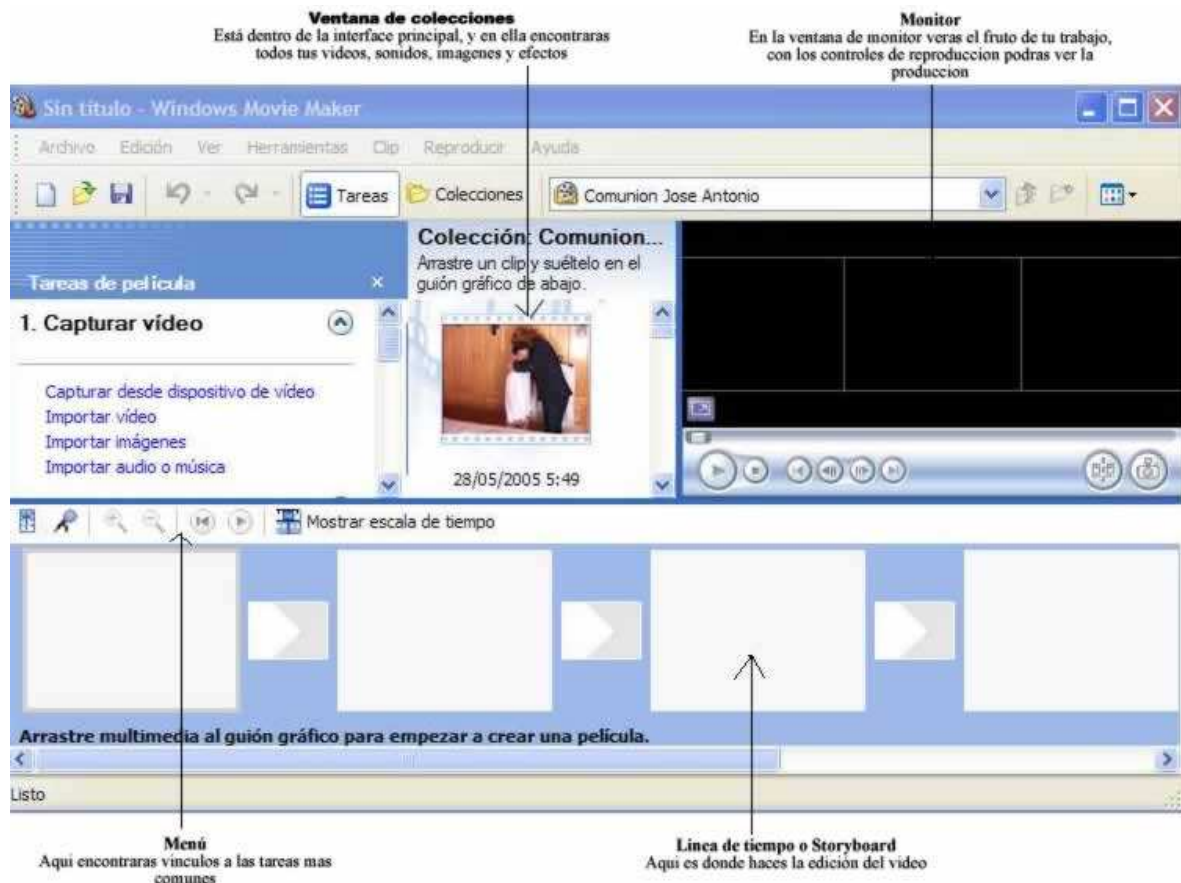 Ventana de colecciones
Está dentro de la interface principal, y en ella encontraras
todos tus videos, sonidos, imagenes y efectos
Monitor
En la ventana de monitor veras el fruto de tu trabajo,
con los controles de reproduccion podras ver la
produccion
Sin título - Windows Movie Maker
Archivo Edición Ver Herramientas Clip Reproducir Ayuda
Tareas Colecciones Comunion Jose Antonio
Tareas de película
1. Capturar vídeo
Capturar desde dispositivo de vídeo
Importar vídeo
Importar imágenes
Importar audio o música
Colección: Comunion...
Arrastre un clip y suéltelo en el
guión gráfico de abajo.
28/05/2005 5:49
Mostrar escala de tiempo
Arrastre multimedia al guión gráfico para empezar a crear una película.
Listo
Menú
Aqui encontraras vinculos a las tareas mas
comunes
Linea de tiempo o Storyboard
Aqui es donde haces la edición del video